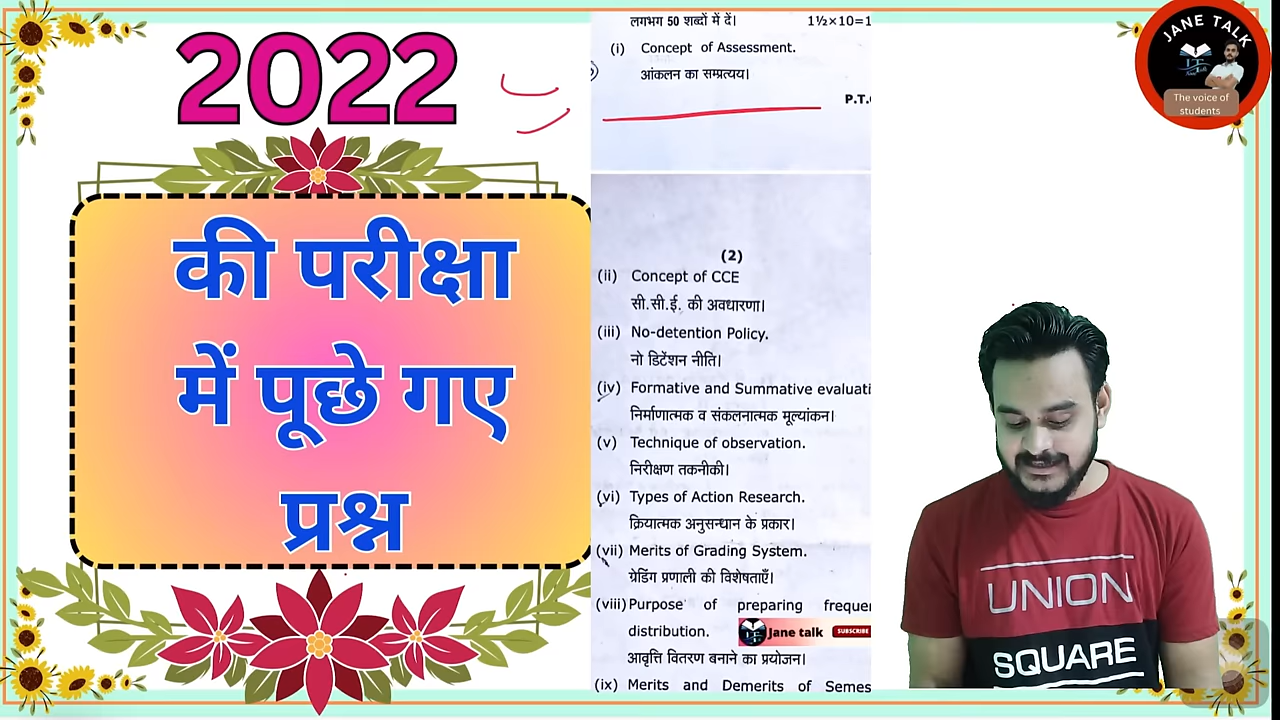 2022
की परीक्षा
में पूछे गए
प्रश्न
लगभग 50 शब्दों में दें। 1½×10=1
(i) Concept of Assessment.
आंकलन का सम्प्रत्यय।
P.T.
(2)
(ii) Concept of CCE
सी.सी.ई. की अवधारणा।
(iii) No-detention Policy.
नो डिटेंशन नीति।
(iv) Formative and Summative evaluati
निर्माणात्मक व संकलनात्मक मूल्यांकन।
(v) Technique of observation.
निरीक्षण तकनीकी।
(vi) Types of Action Research.
क्रियात्मक अनुसन्धान के प्रकार।
(vii) Merits of Grading System.
ग्रेडिंग प्रणाली की विशेषताएँ।
(viii) Purpose of preparing freque
distribution.
Jane talk SUBSCRIBE
आवृत्ति वितरण बनाने का प्रयोजन।
(ix) Merits and Demerits of Semes
JANE TALK
The voice of
students
UNION
SQUARE